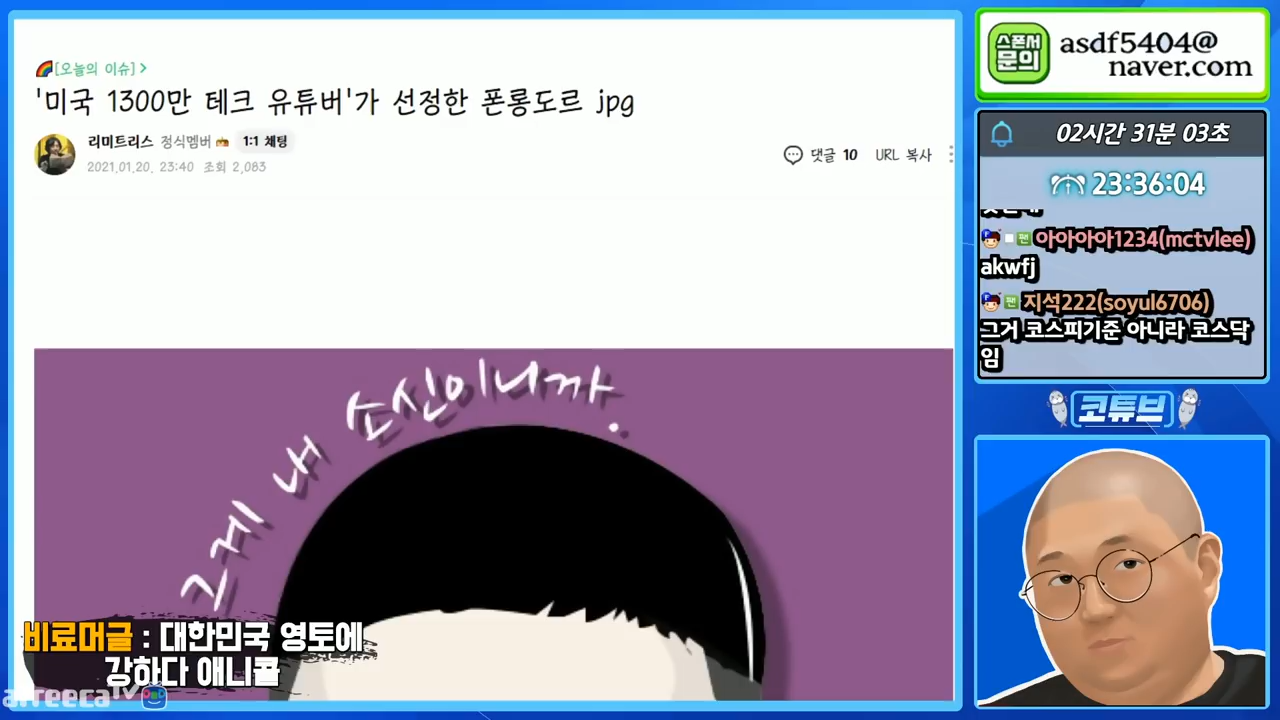 [오늘의 이슈] >
'미국 1300만 테크 유튜버'가 선정한 폰롱도르 jpg
리미트리스 정식멤버 1:1 채팅
2021.01.20. 23:40 조회 2,083
댓글 10 URL 복사
그게 내 소신이니까..
비료머글 : 대한민국 영토에
강하다 애니콜
afreecaTV
스폰서
문의
asdf5404@
naver.com
02시간 31분 03초
23:36:04
팬 아아아아1234(mctvlee)
akwfj
팬 지석222(soyul6706)
그거 코스피기준 아니라 코스닥
임
코튜브